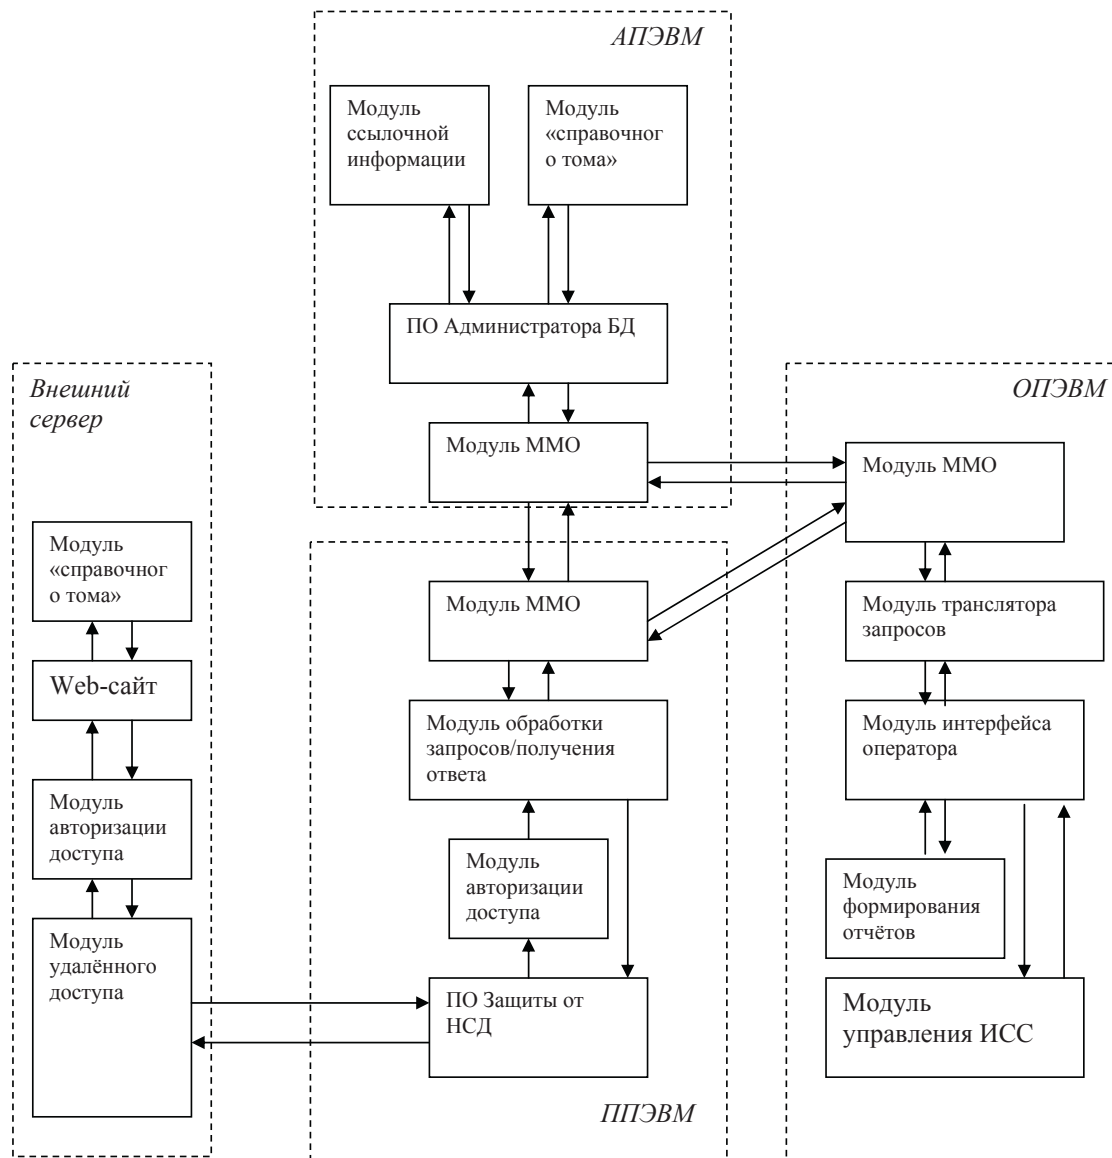 АПЭВМ
Модуль
ссылочной
информации
Модуль
«справочног
о тома»
ПО Администратора БД
Модуль ММО
Внешний
сервер
Модуль
«справочног
о тома»
Web-сайт
Модуль
авторизации
доступа
Модуль
удалённого
доступа
Модуль ММО
Модуль обработки
запросов/получения
ответа
Модуль
авторизации
доступа
ПО Защиты от
НСД
ППЭВМ
ОПЭВМ
Модуль ММО
Модуль транслятора
запросов
Модуль интерфейса
оператора
Модуль
формирования
отчётов
Модуль
управления ИСС